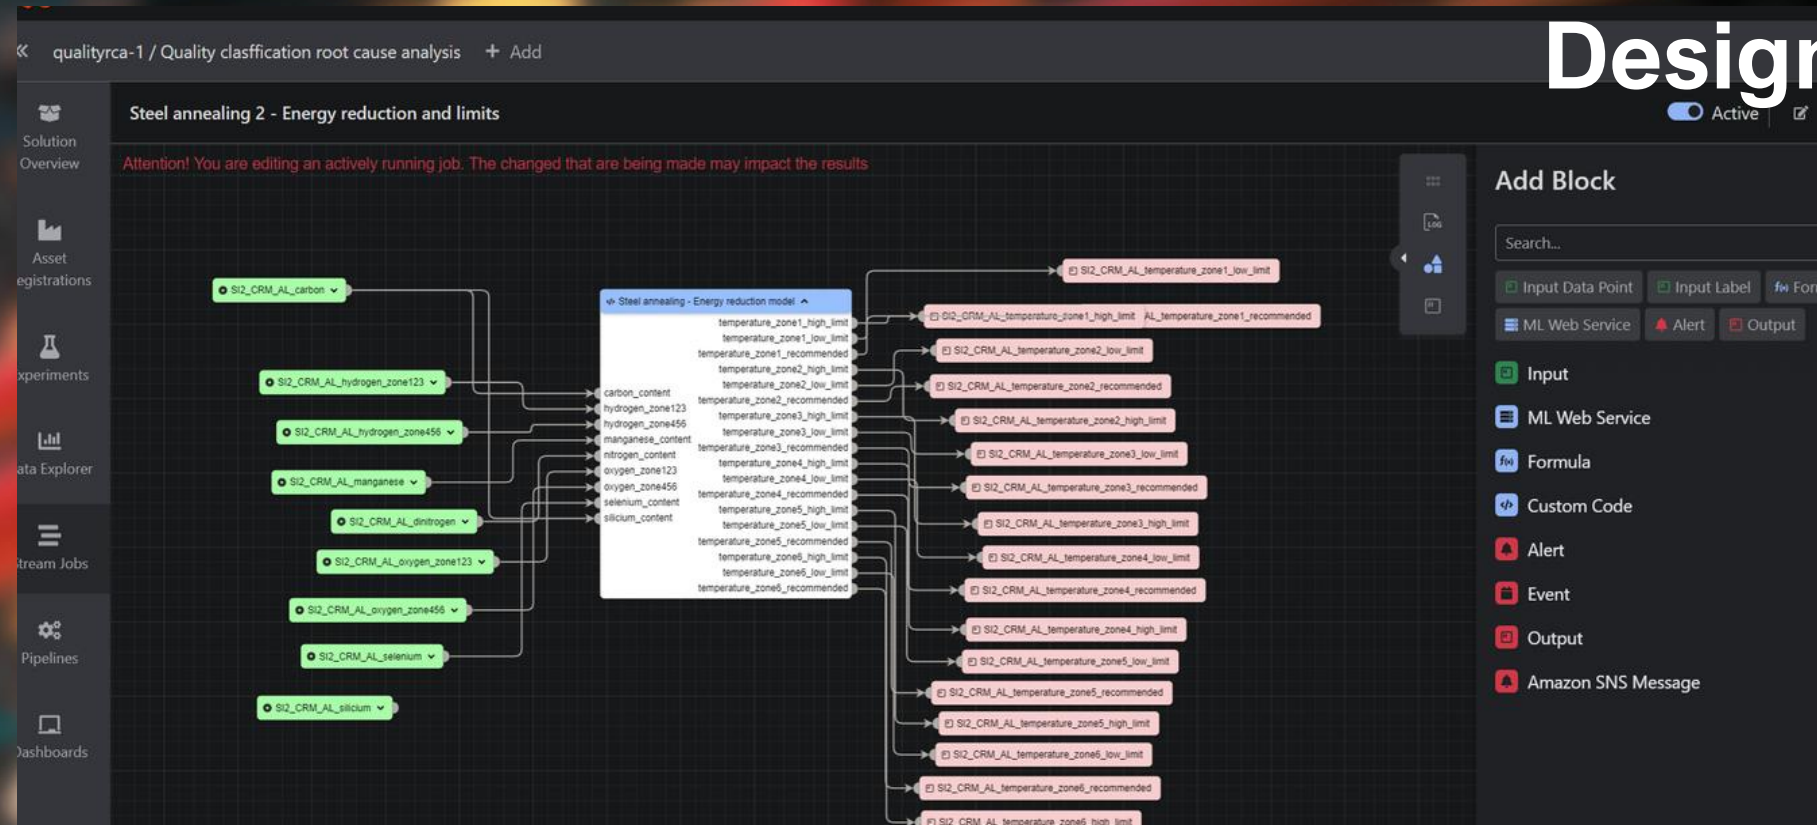 Design
qualityrca-1 / Quality clasffication root cause analysis + Add
Steel annealing 2 - Energy reduction and limits
Active
Attention! You are editing an actively running job. The changed that are being made may impact the results
Solution
Overview
Asset
egistrations
xperiments
ata Explorer
tream Jobs
Pipelines
Dashboards
SI2_CRM_AL_carbon
SI2_CRM_AL_hydrogen_zone123
SI2_CRM_AL_hydrogen_zone456
SI2_CRM_AL_manganese
SI2_CRM_AL_dinitrogen
SI2_CRM_AL_oxygen_zone123
SI2_CRM_AL_oxygen_zone456
SI2_CRM_AL_selenium
SI2_CRM_AL_silicium
Steel annealing - Energy reduction model
carbon_content
hydrogen_zone123
hydrogen_zone456
manganese_content
nitrogen_content
oxygen_zone123
oxygen_zone456
selenium_content
silicium_content
temperature_zone1_high_limit
temperature_zone1_low_limit
temperature_zone1_recommended
temperature_zone2_high_limit
temperature_zone2_low_limit
temperature_zone2_recommended
temperature_zone3_high_limit
temperature_zone3_low_limit
temperature_zone3_recommended
temperature_zone4_high_limit
temperature_zone4_low_limit
temperature_zone4_recommended
temperature_zone5_high_limit
temperature_zone5_low_limit
temperature_zone5_recommended
temperature_zone6_high_limit
temperature_zone6_low_limit
temperature_zone6_recommended
SI2_CRM_AL_temperature_zone1_low_limit
SI2_CRM_AL_temperature_zone1_high_limit AL_temperature_zone1_recommended
SI2_CRM_AL_temperature_zone2_low_limit
SI2_CRM_AL_temperature_zone2_recommended
SI2_CRM_AL_temperature_zone2_high_limit
SI2_CRM_AL_temperature_zone3_low_limit
SI2_CRM_AL_temperature_zone3_recommended
SI2_CRM_AL_temperature_zone3_high_limit
SI2_CRM_AL_temperature_zone4_low_limit
SI2_CRM_AL_temperature_zone4_recommended
SI2_CRM_AL_temperature_zone4_high_limit
SI2_CRM_AL_temperature_zone5_low_limit
SI2_CRM_AL_temperature_zone5_recommended
SI2_CRM_AL_temperature_zone5_high_limit
SI2_CRM_AL_temperature_zone6_low_limit
SI2_CRM_AL_temperature_zone6_recommended
SI2_CRM_AL_temperature_zone6_high_limit
LOG
Add Block
Search...
Input Data Point Input Label f(x) For
ML Web Service Alert Output
Input
ML Web Service
f(x) Formula
Custom Code
Alert
Event
Output
Amazon SNS Message